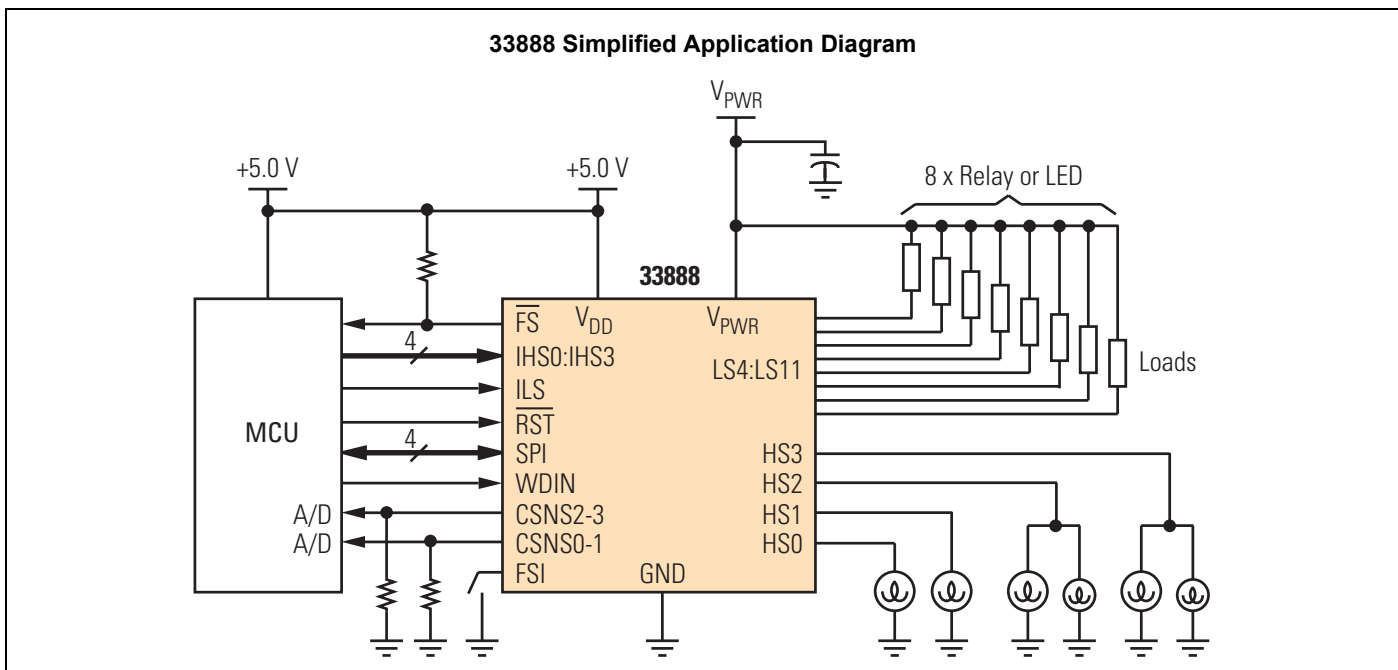 33888 Simplified Application Diagram
VPWR
+5.0 V
+5.0 V
8 x Relay or LED
33888
FS
VDD
VPWR
4
IHS0:IHS3
LS4:LS11
Loads
ILS
RST
MCU
4
SPI
HS3
WDIN
HS2
A/D
CSNS2-3
HS1
A/D
CSNS0-1
HS0
FSI
GND